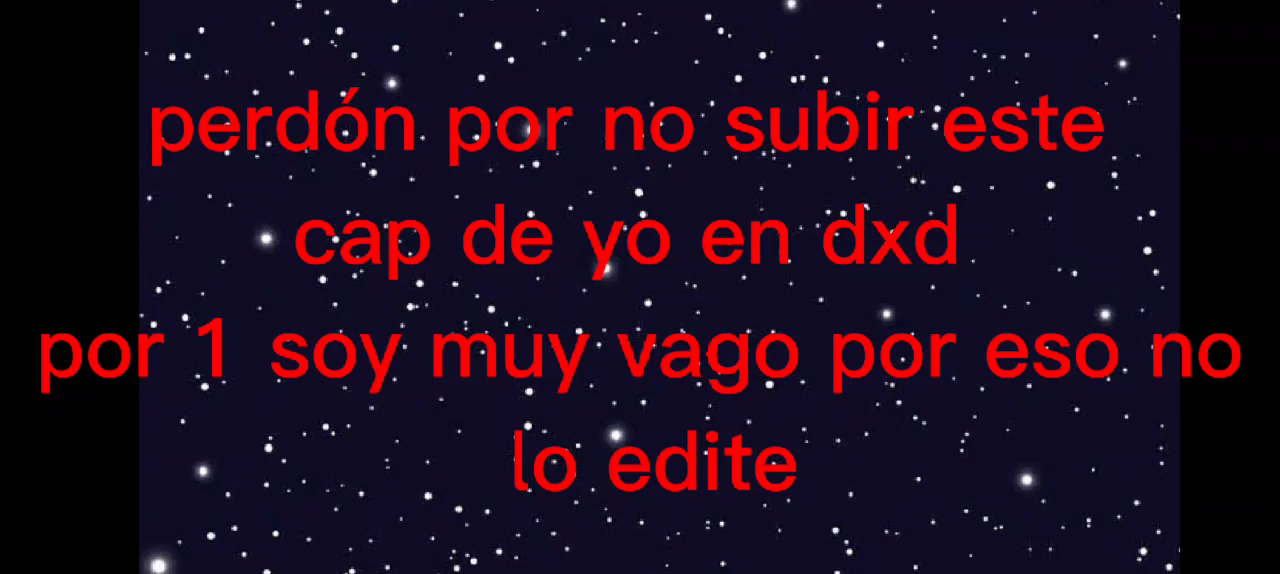 perdón por no subir este
cap de yo en dxd
por 1 soy muy vago por eso no
lo edite